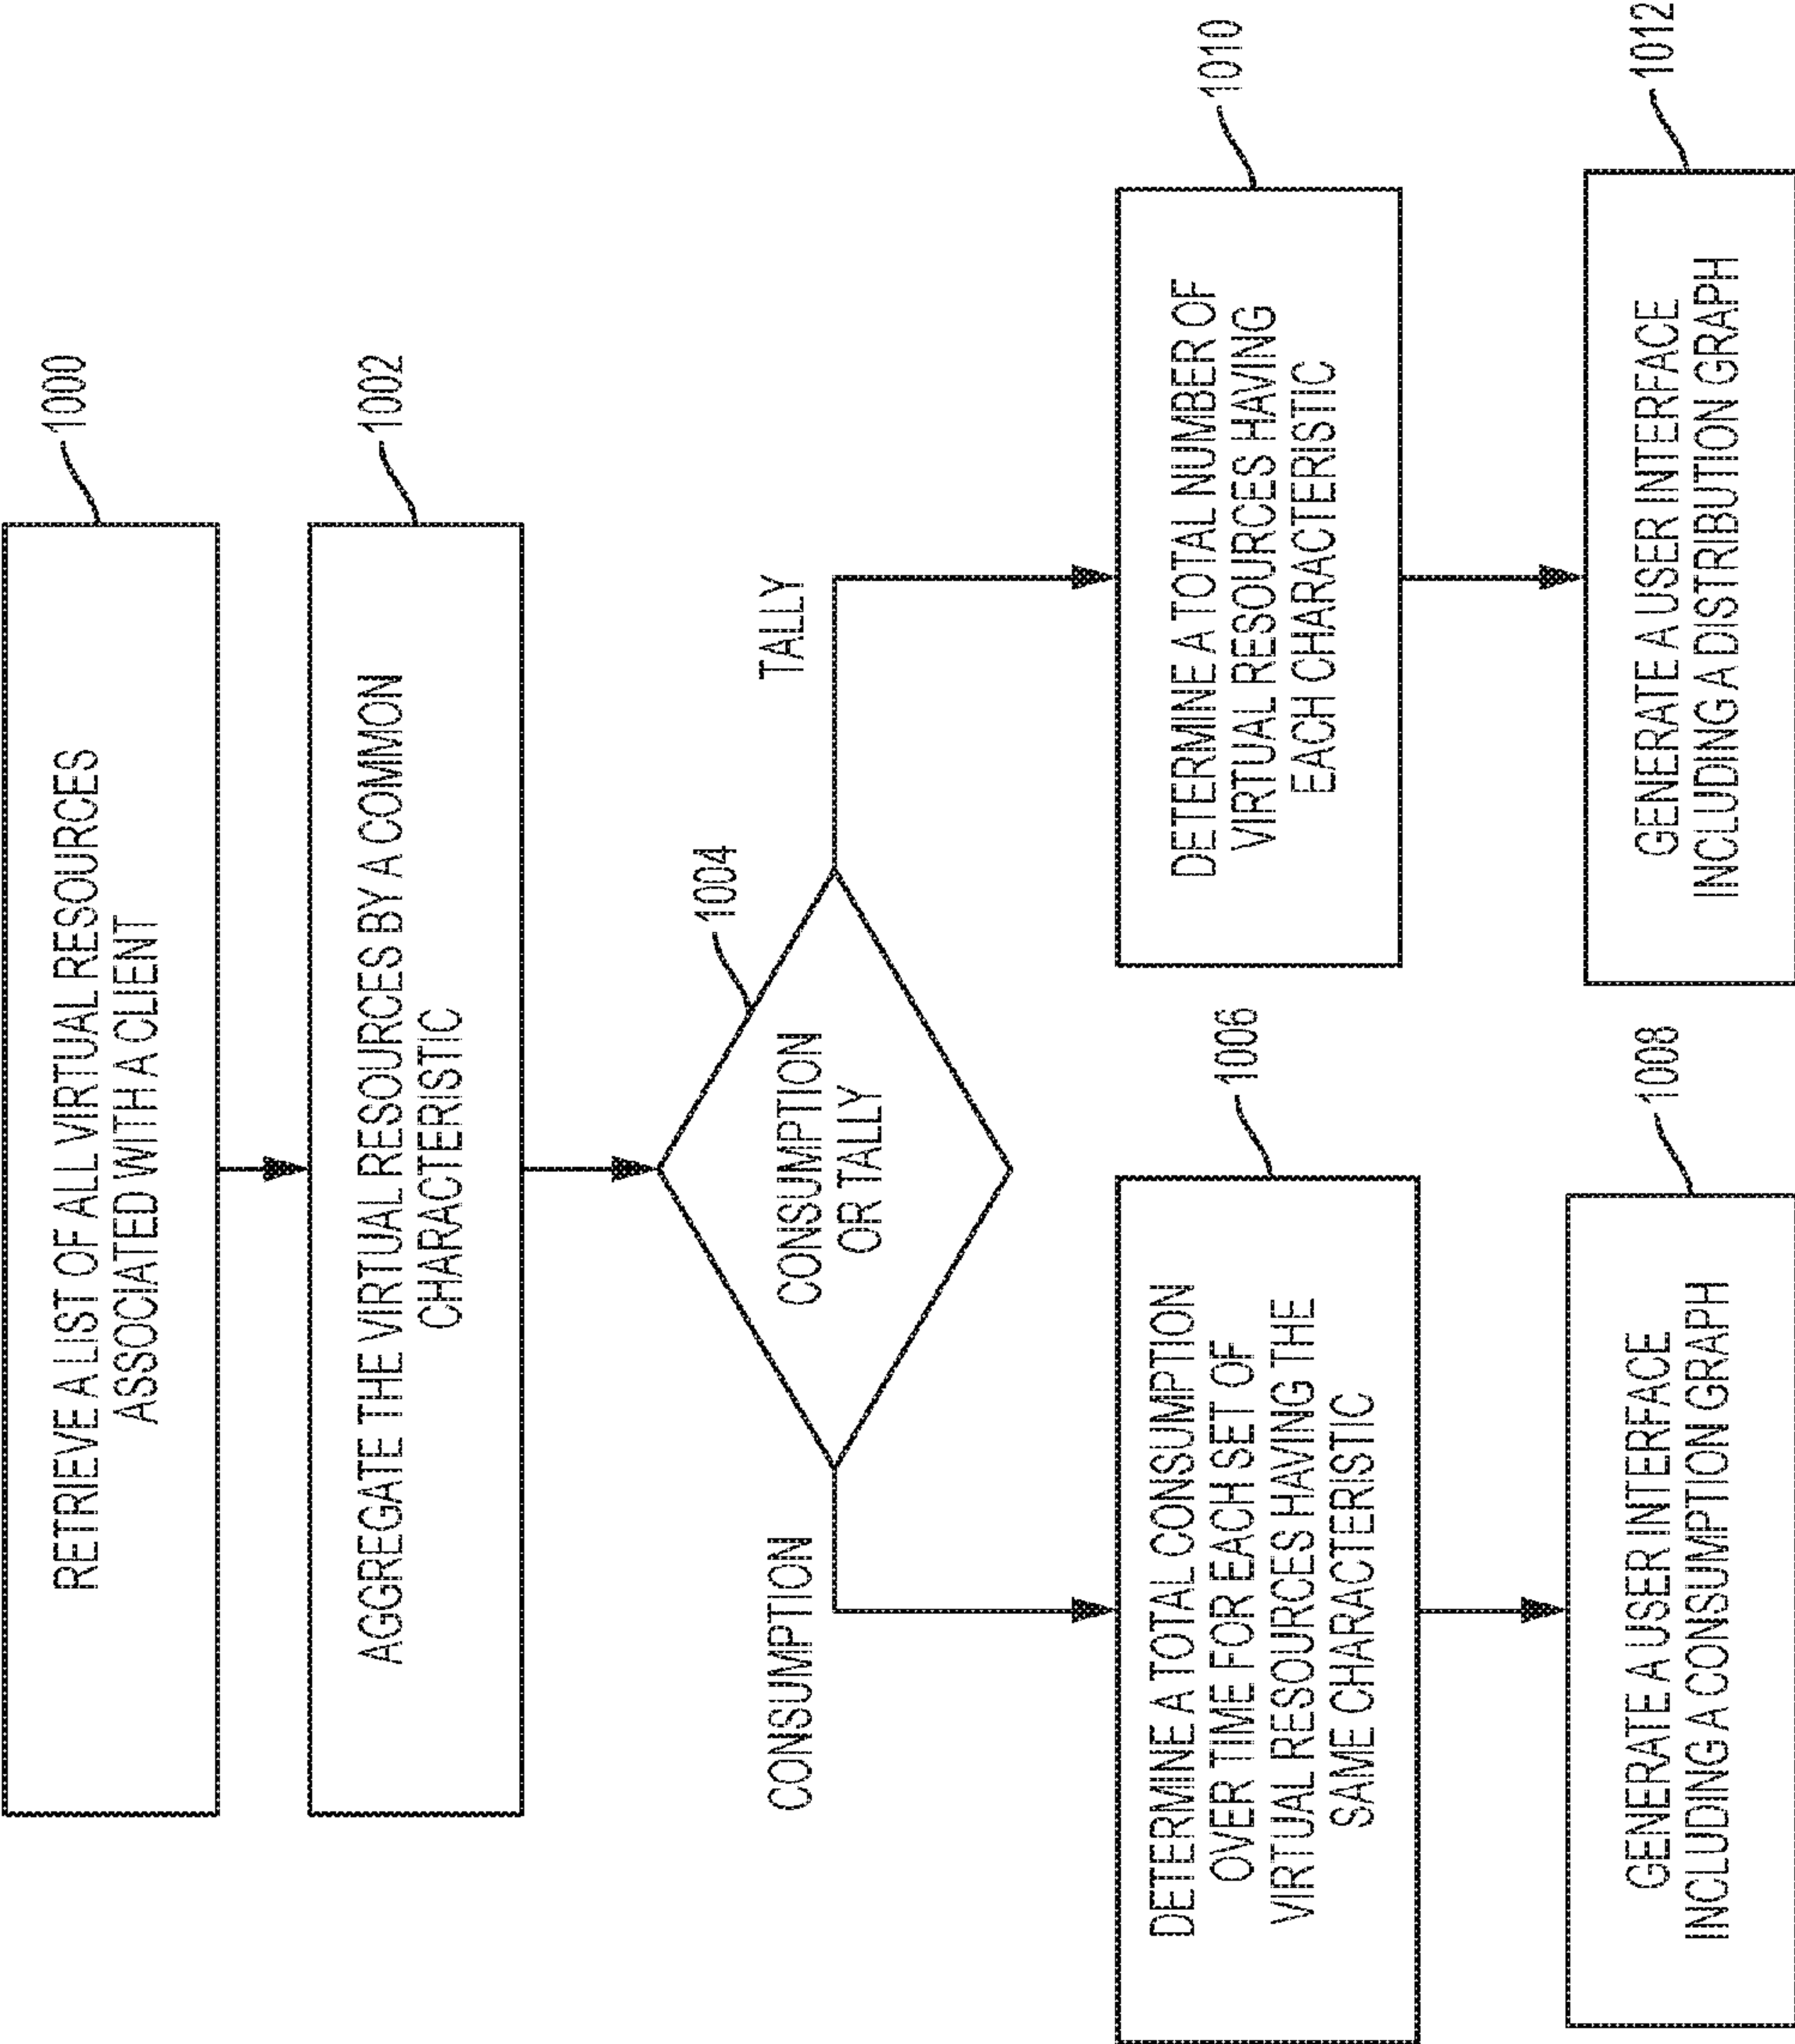 RETRIEVE A LIST OF ALL VIRTUAL RESOURCES
ASSOCIATED WITH A CLIENT
1000
AGGREGATE THE VIRTUAL RESOURCES BY A COMMON
CHARACTERISTIC
1002
CONSUMPTION
OR TALLY
1004
CONSUMPTION
TALLY
DETERMINE A TOTAL CONSUMPTION
OVER TIME FOR EACH SET OF
VIRTUAL RESOURCES HAVING THE
SAME CHARACTERISTIC
1006
GENERATE A USER INTERFACE
INCLUDING A CONSUMPTION GRAPH
1008
DETERMINE A TOTAL NUMBER OF
VIRTUAL RESOURCES HAVING
EACH CHARACTERISTIC
1010
GENERATE A USER INTERFACE
INCLUDING A DISTRIBUTION GRAPH
1012